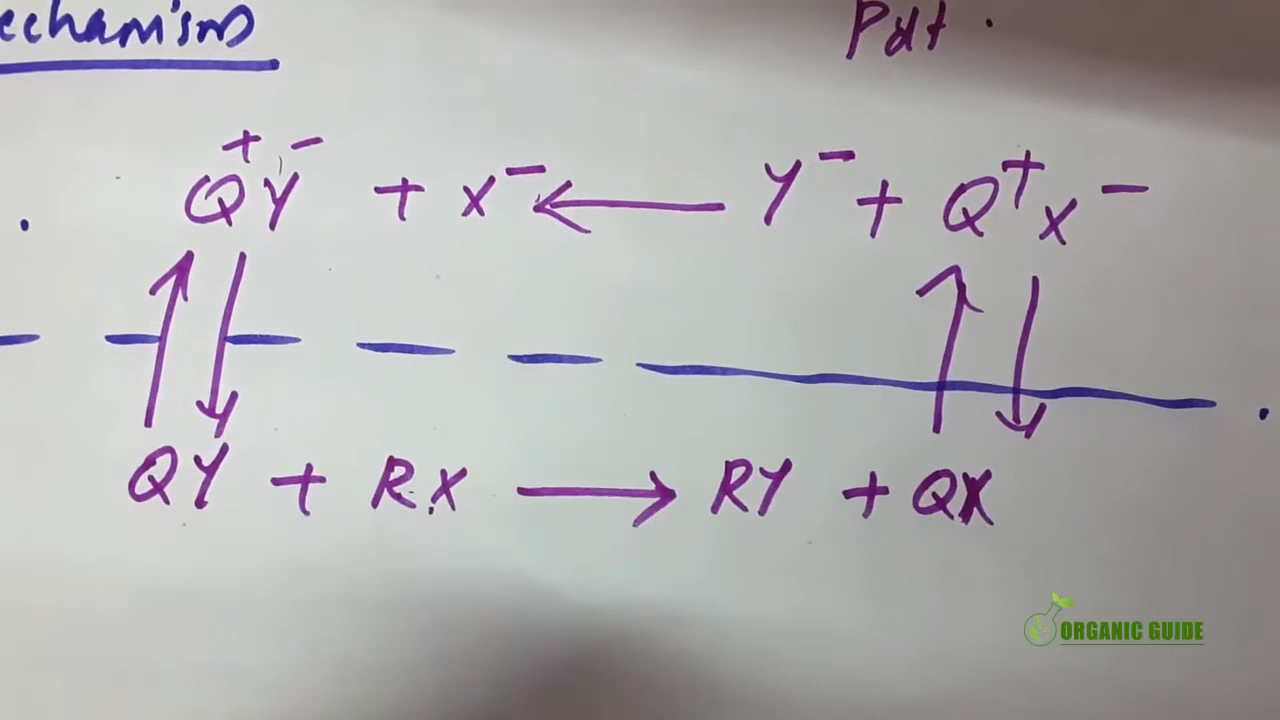 echanism
Pdt.
Q⁺Y⁻ + X⁻ ← Y⁻ + Q⁺X⁻
QY + RX → RY + QX
ORGANIC GUIDE